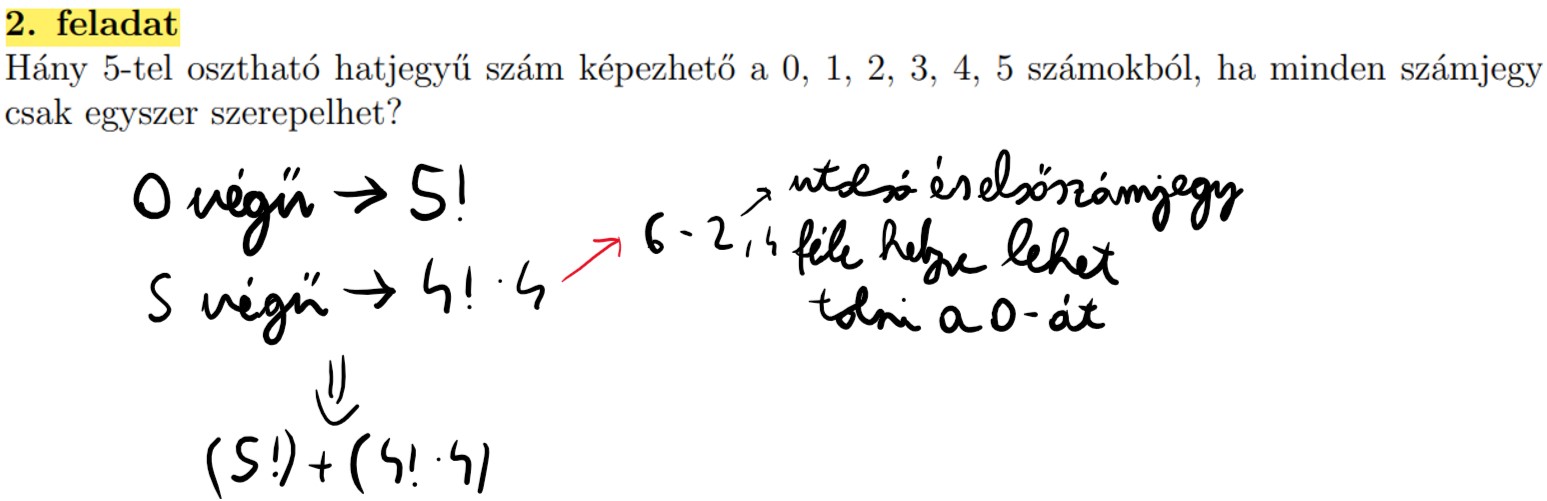 2. feladat
Hány 5-tel osztható hatjegyű szám képezhető a 0, 1, 2, 3, 4, 5 számokból, ha minden számjegy
csak egyszer szerepelhet?
0 végű → 5!
5 végű → 4! · 4
6 - 2, 4
utolsó és első számjegy
féle helyre lehet
tolni a 0-át
(5!) + (4! · 4)